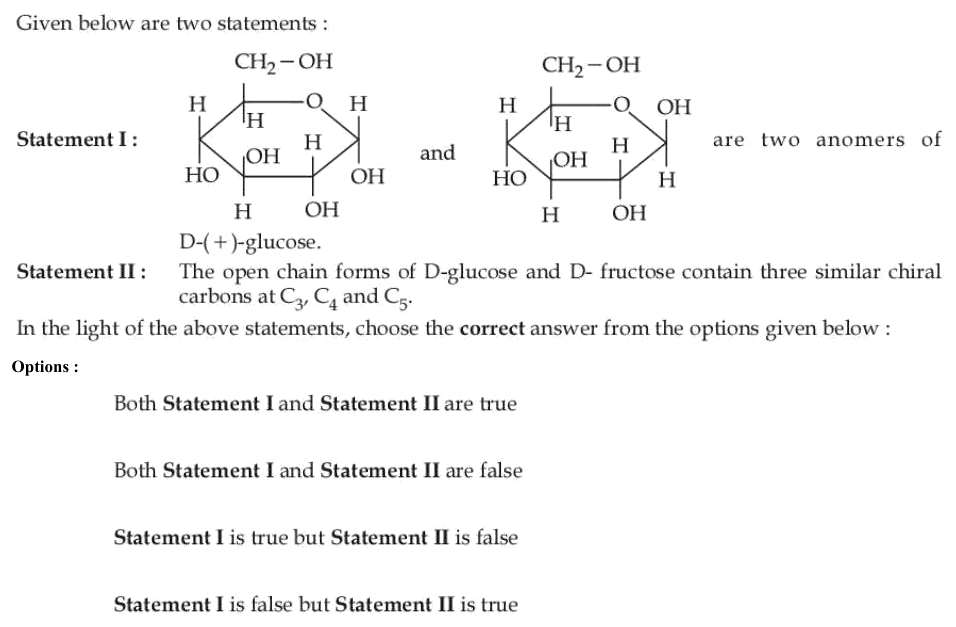 Given below are two statements :
CH2 – OH
CH2 – OH
H O H
H O OH
H
H
Statement I :
OH H
and
OH H
are two anomers of
HO OH
HO H
H OH
H OH
D-(+)-glucose.
Statement II : The open chain forms of D-glucose and D- fructose contain three similar chiral
carbons at C3, C4 and C5.
In the light of the above statements, choose the correct answer from the options given below :
Options :
Both Statement I and Statement II are true
Both Statement I and Statement II are false
Statement I is true but Statement II is false
Statement I is false but Statement II is true